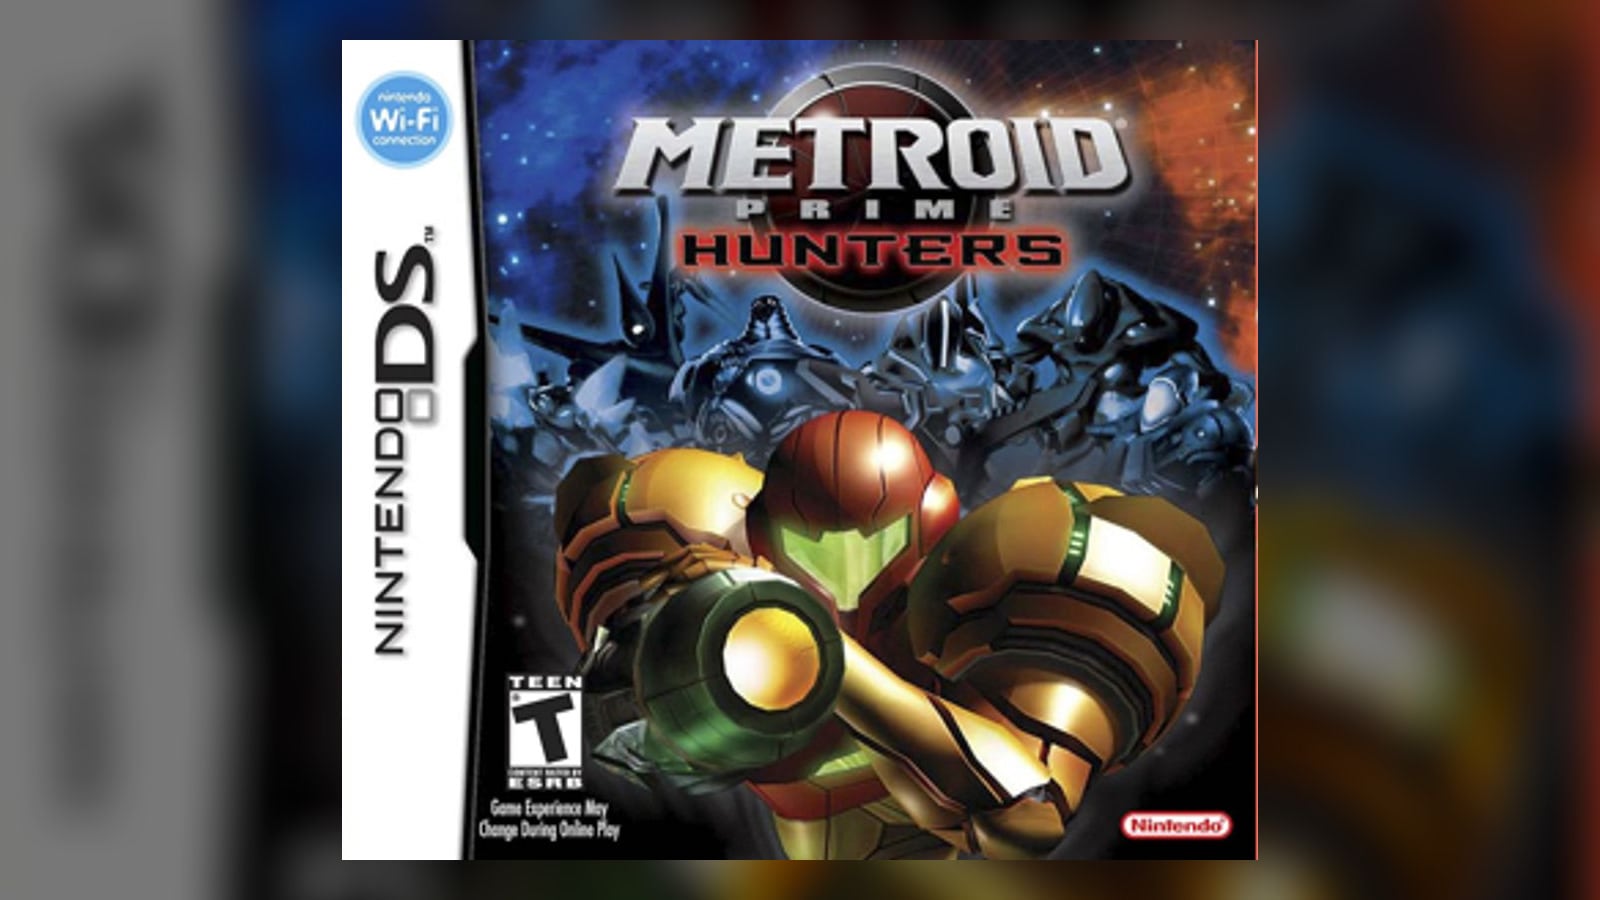 nintendo
Wi-Fi
connection
NINTENDO DS™
METROID®
PRIME
HUNTERS
TEEN
T
CONTENT RATED BY
ESRB
Game Experience May
Change During Online Play
Nintendo®